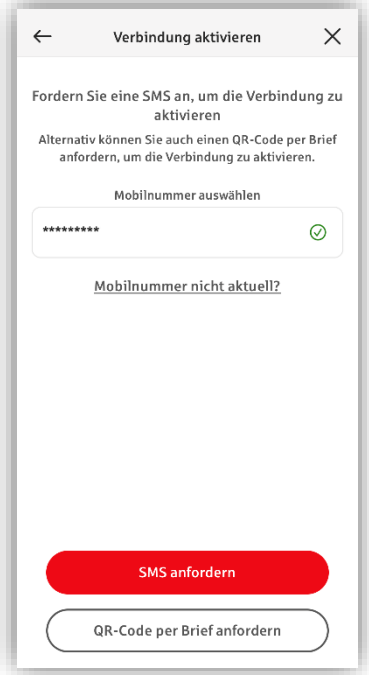 Verbindung aktivieren
Fordern Sie eine SMS an, um die Verbindung zu
aktivieren
Alternativ können Sie auch einen QR-Code per Brief
anfordern, um die Verbindung zu aktivieren.
Mobilnummer auswählen
*********
Mobilnummer nicht aktuell?
SMS anfordern
QR-Code per Brief anfordern